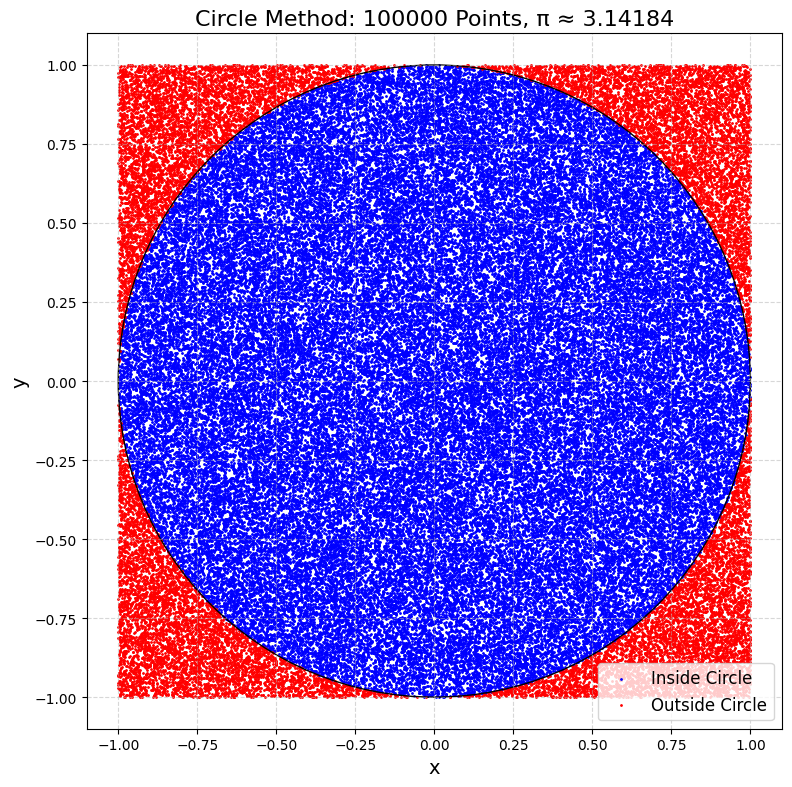 Circle Method: 100000 Points, π ≈ 3.14184
1.00
0.75
0.50
0.25
0.00
−0.25
−0.50
−0.75
−1.00
y
Inside Circle
Outside Circle
−1.00 −0.75 −0.50 −0.25 0.00 0.25 0.50 0.75 1.00
x